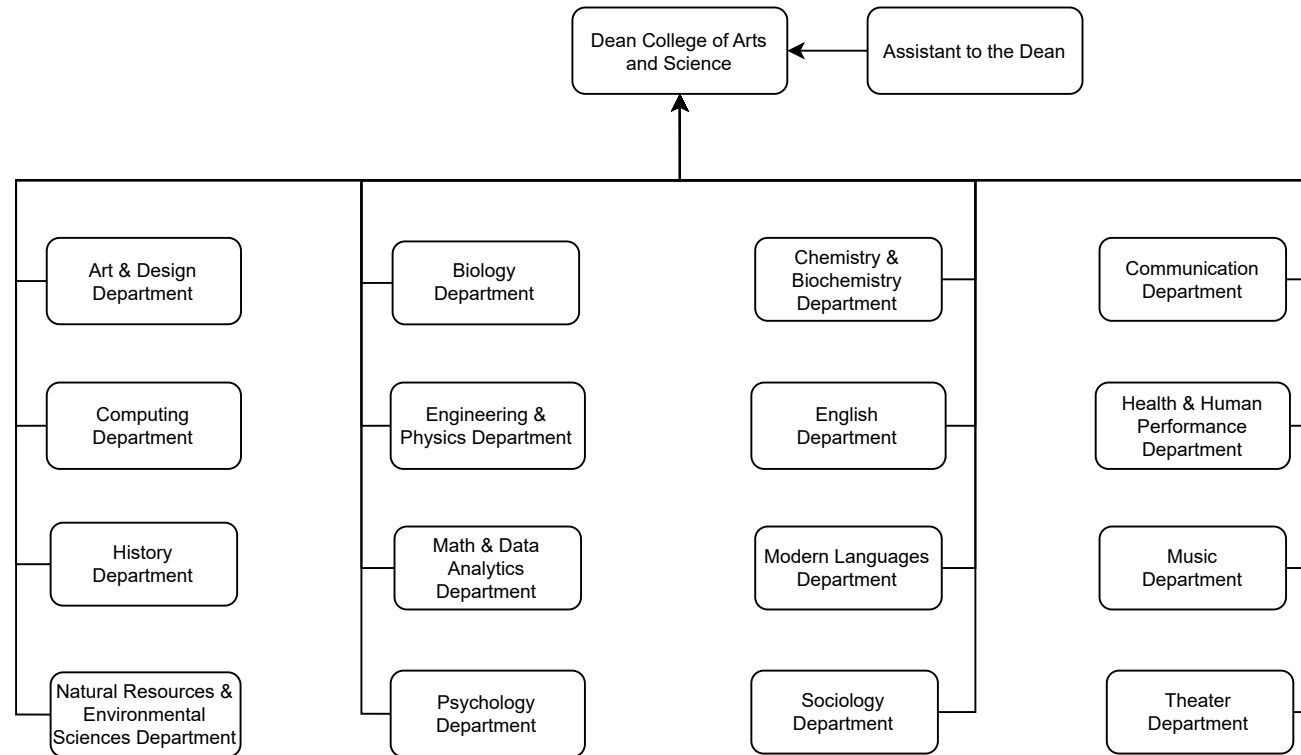 Dean College of Arts
and Science
Assistant to the Dean
Art & Design
Department
Biology
Department
Chemistry &
Biochemistry
Department
Communication
Department
Computing
Department
Engineering &
Physics Department
English
Department
Health & Human
Performance
Department
History
Department
Math & Data
Analytics
Department
Modern Languages
Department
Music
Department
Natural Resources &
Environmental
Sciences Department
Psychology
Department
Sociology
Department
Theater
Department